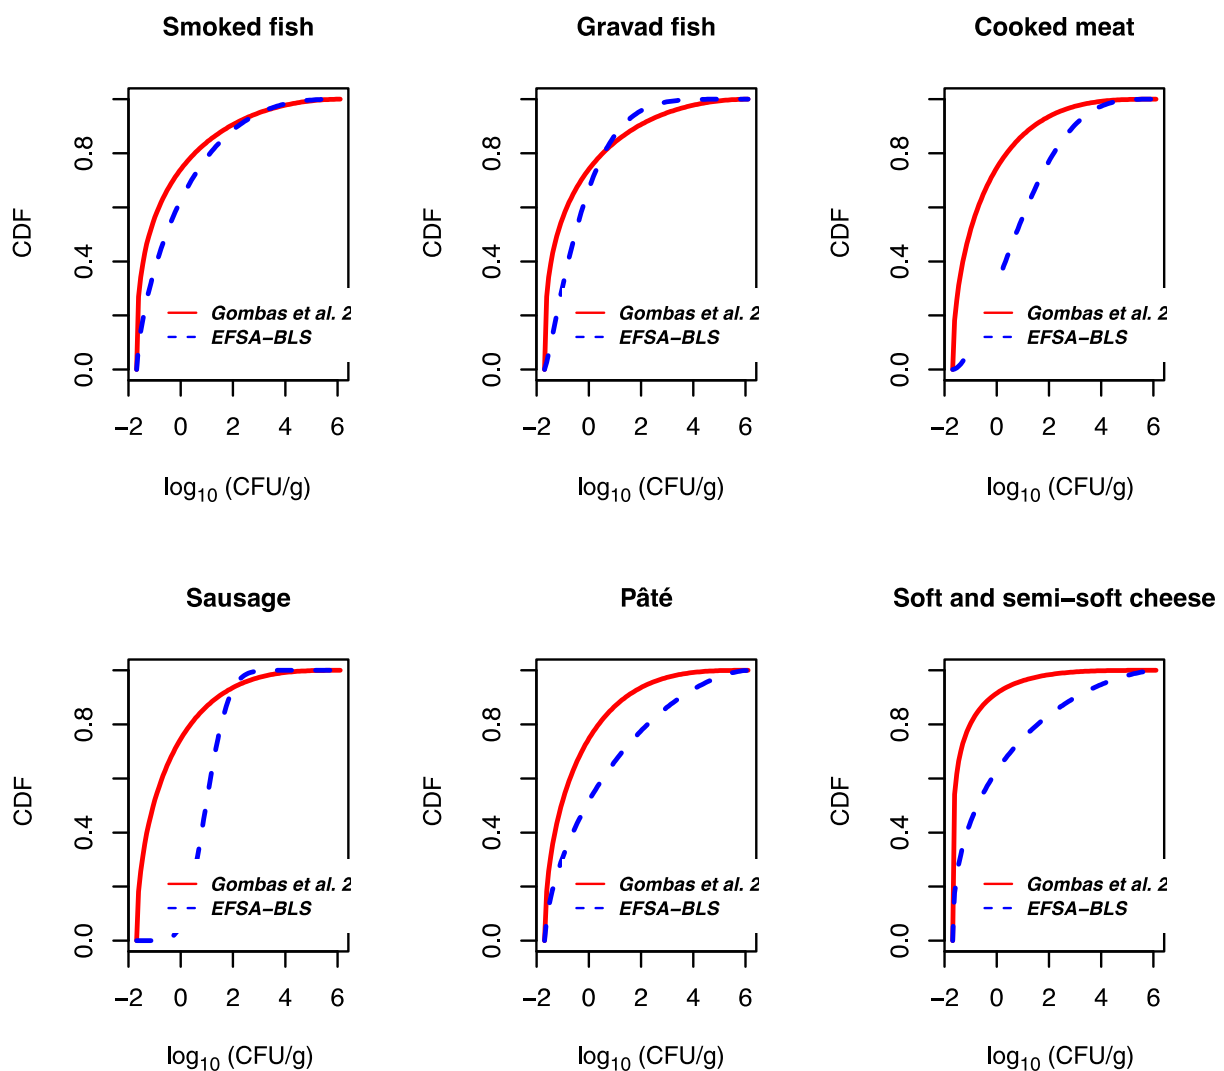 Smoked fish
CDF
0.0 0.4 0.8
Gombas et al. 2
EFSA−BLS
−2 0 2 4 6
log10 (CFU/g)
Gravad fish
CDF
0.0 0.4 0.8
Gombas et al. 2
EFSA−BLS
−2 0 2 4 6
log10 (CFU/g)
Cooked meat
CDF
0.0 0.4 0.8
Gombas et al. 2
EFSA−BLS
−2 0 2 4 6
log10 (CFU/g)
Sausage
CDF
0.0 0.4 0.8
Gombas et al. 2
EFSA−BLS
−2 0 2 4 6
log10 (CFU/g)
Pâté
CDF
0.0 0.4 0.8
Gombas et al. 2
EFSA−BLS
−2 0 2 4 6
log10 (CFU/g)
Soft and semi−soft cheese
CDF
0.0 0.4 0.8
Gombas et al. 2
EFSA−BLS
−2 0 2 4 6
log10 (CFU/g)